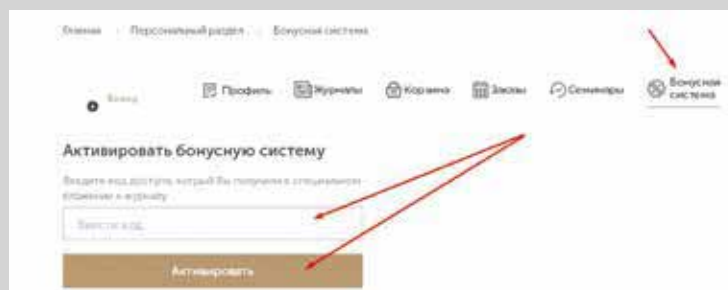 Главная Персональный раздел Бонусная система
Профиль Журналы Корзина Заказы Семинары Бонусная
система
Активировать бонусную систему
Введите код доступа, который Вы получили в специальном
вложении к журналу
Ввести код
Активировать